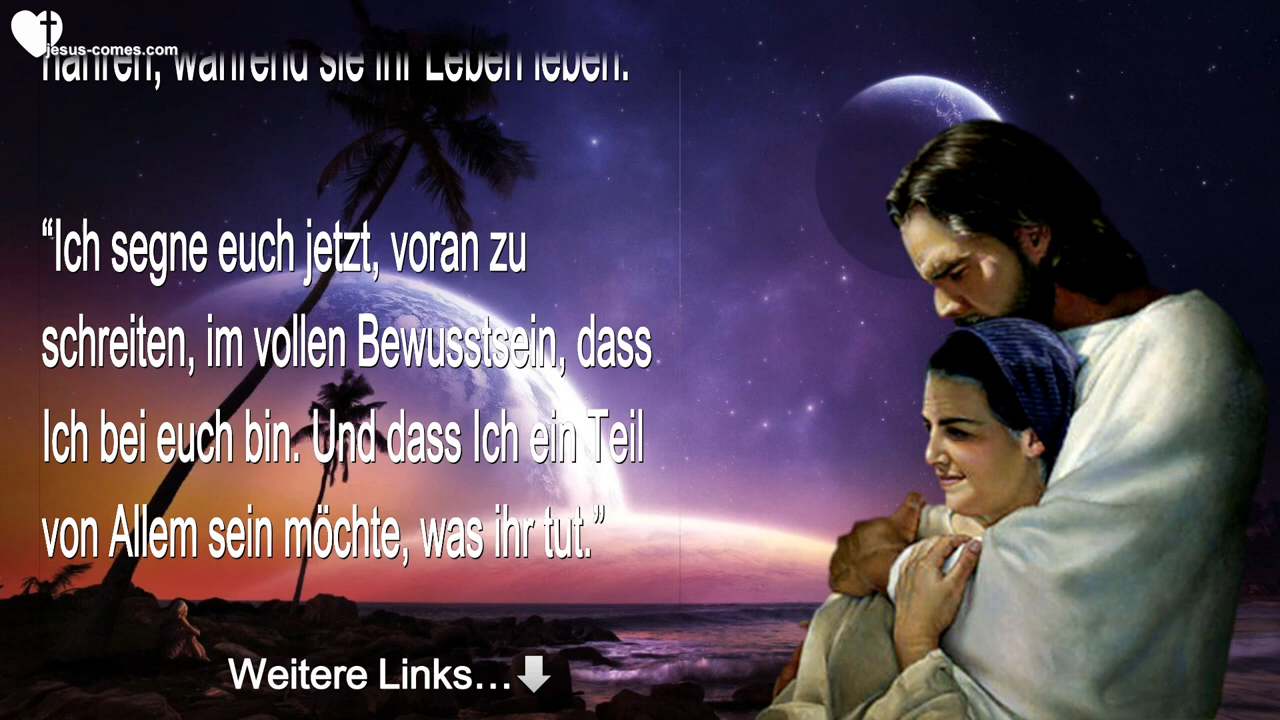 jesus-comes.com
nähren, während sie ihr Leben leben.
“Ich segne euch jetzt, voran zu
schreiten, im vollen Bewusstsein, dass
Ich bei euch bin. Und dass Ich ein Teil
von Allem sein möchte, was ihr tut.”
Weitere Links...